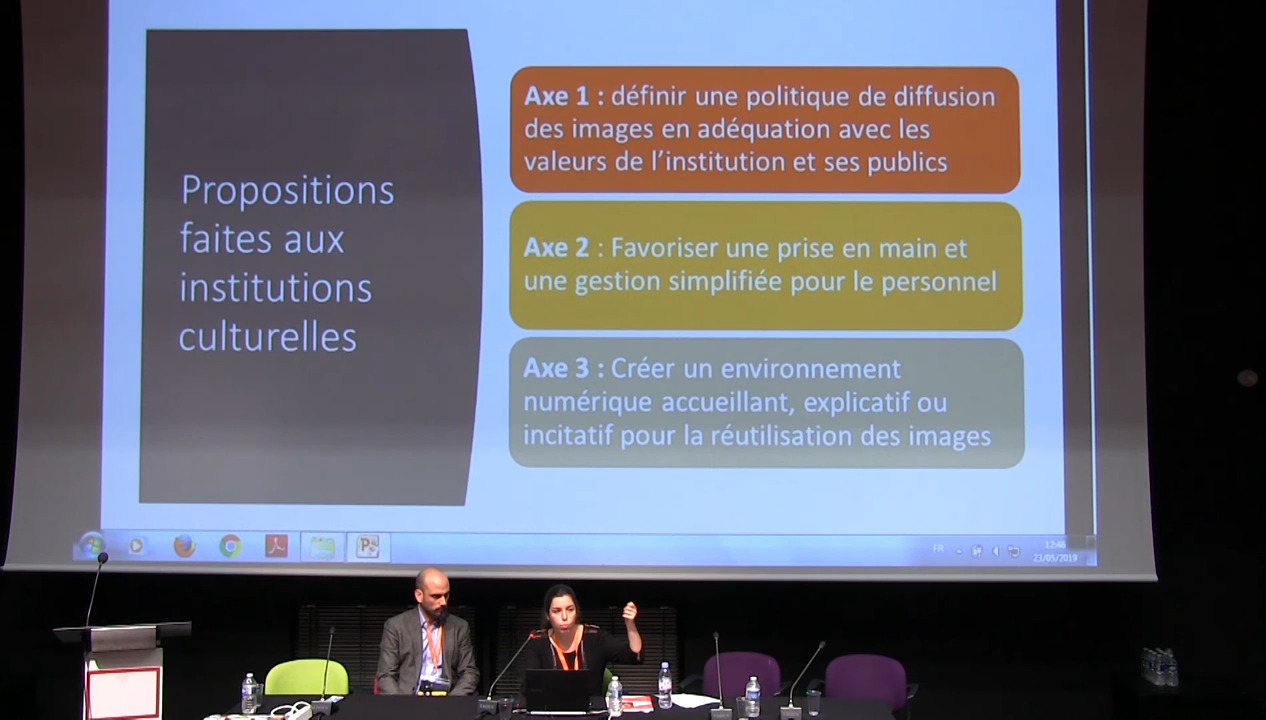 Propositions
faites aux
institutions
culturelles
Axe 1 : définir une politique de diffusion
des images en adéquation avec les
valeurs de l’institution et ses publics
Axe 2 : Favoriser une prise en main et
une gestion simplifiée pour le personnel
Axe 3 : Créer un environnement
numérique accueillant, explicatif ou
incitatif pour la réutilisation des images
FR
12:46
23/05/2019